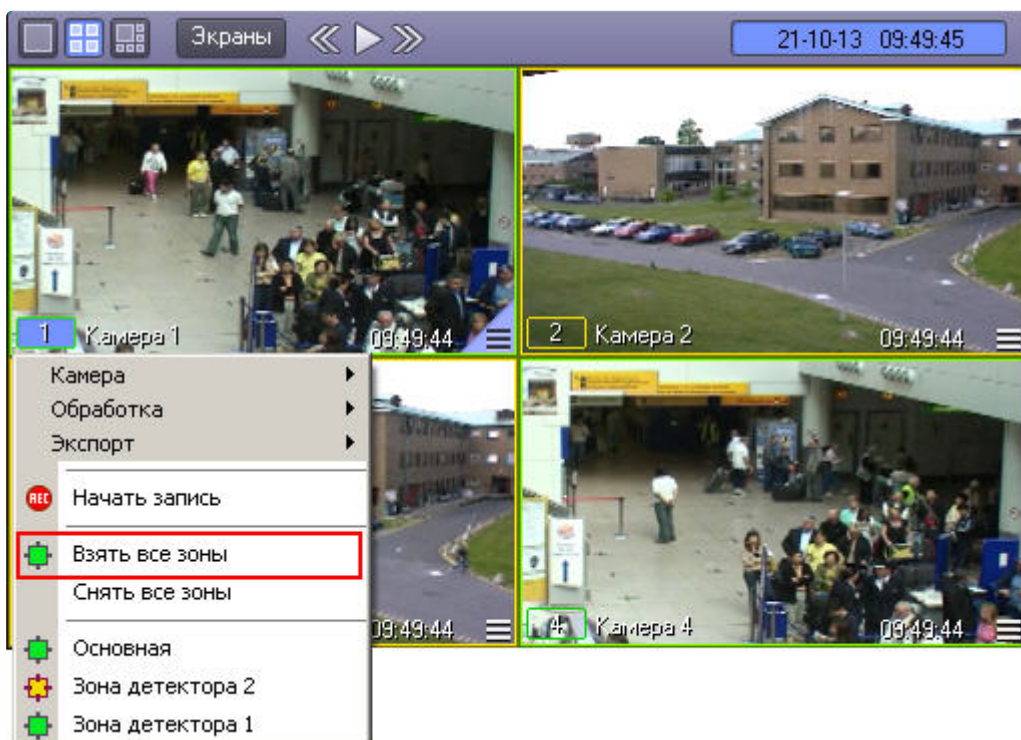 Экраны
21-10-13 09:49:45
1 Камера 1 09:49:44
2 Камера 2 09:49:44
Камера
Обработка
Экспорт
REC Начать запись
Взять все зоны
Снять все зоны
09:49:44
4 Камера 4 09:49:44
Основная
Зона детектора 2
Зона детектора 1